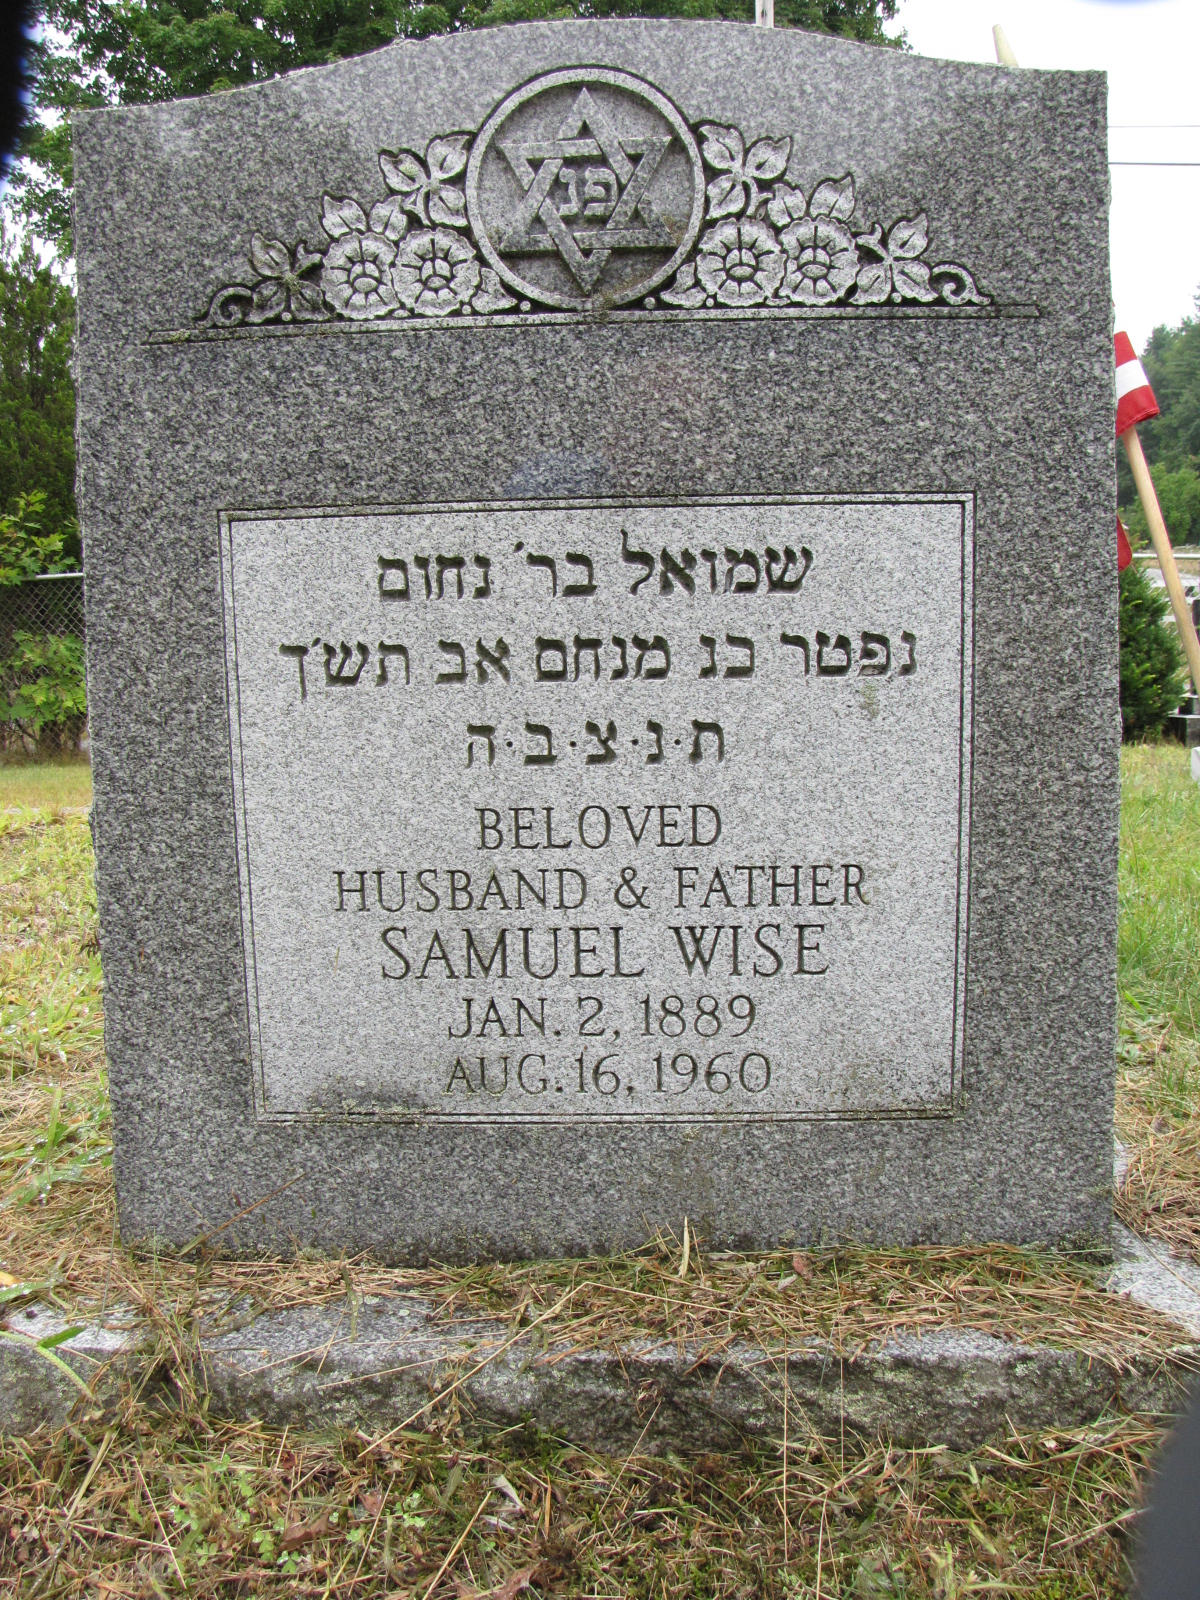 פנ
שמואל בר' נחום
נפטר כג מנחם אב תש'ך
ת·נ·צ·ב·ה
BELOVED
HUSBAND & FATHER
SAMUEL WISE
JAN. 2, 1889
AUG. 16, 1960